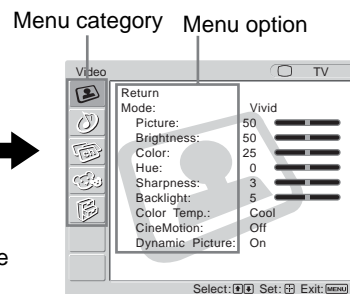 Menu category Menu option
Video TV
Return
Mode: Vivid
Picture: 50
Brightness: 50
Color: 25
Hue: 0
Sharpness: 3
Backlight: 5
Color Temp.: Cool
CineMotion: Off
Dynamic Picture: On
e
Select: Set: Exit: MENU